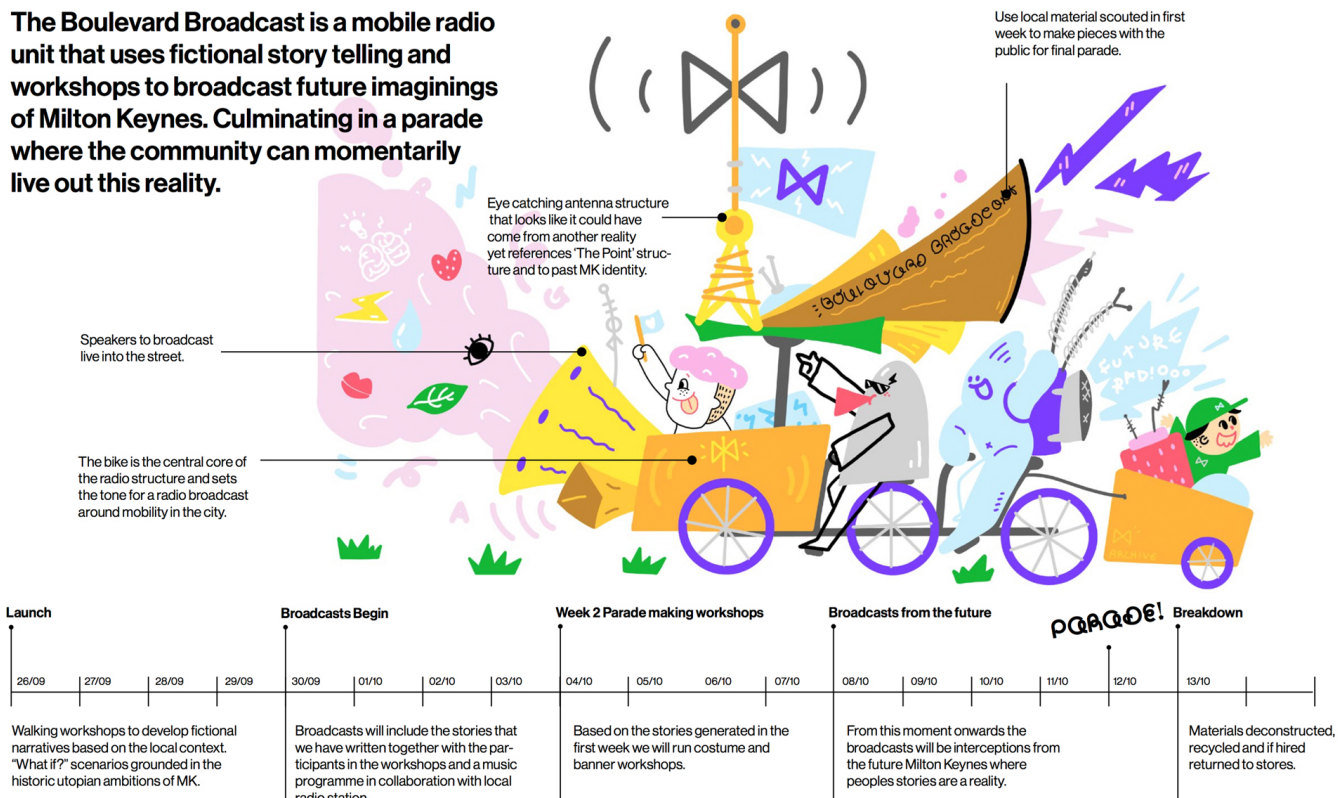 The Boulevard Broadcast is a mobile radio
unit that uses fictional story telling and
workshops to broadcast future imaginings
of Milton Keynes. Culminating in a parade
where the community can momentarily
live out this reality.
Use local material scouted in first
week to make pieces with the
public for final parade.
Eye catching antenna structure
that looks like it could have
come from another reality
yet references 'The Point' struc-
ture and to past MK identity.
BOULOVARD BROADCAST
Speakers to broadcast
live into the street.
FUTURE
RADIOOO
The bike is the central core of
the radio structure and sets
the tone for a radio broadcast
around mobility in the city.
ARCHIVE
Launch
Broadcasts Begin
Week 2 Parade making workshops
Broadcasts from the future
PARADE!
Breakdown
26/09
27/09
28/09
29/09
30/09
01/10
02/10
03/10
04/10
05/10
06/10
07/10
08/10
09/10
10/10
11/10
12/10
13/10
Walking workshops to develop fictional
narratives based on the local context.
"What if?" scenarios grounded in the
historic utopian ambitions of MK.
Broadcasts will include the stories that
we have written together with the par-
ticipants in the workshops and a music
programme in collaboration with local
radio station.
Based on the stories generated in the
first week we will run costume and
banner workshops.
From this moment onwards the
broadcasts will be interceptions from
the future Milton Keynes where
peoples stories are a reality.
Materials deconstructed,
recycled and if hired
returned to stores.